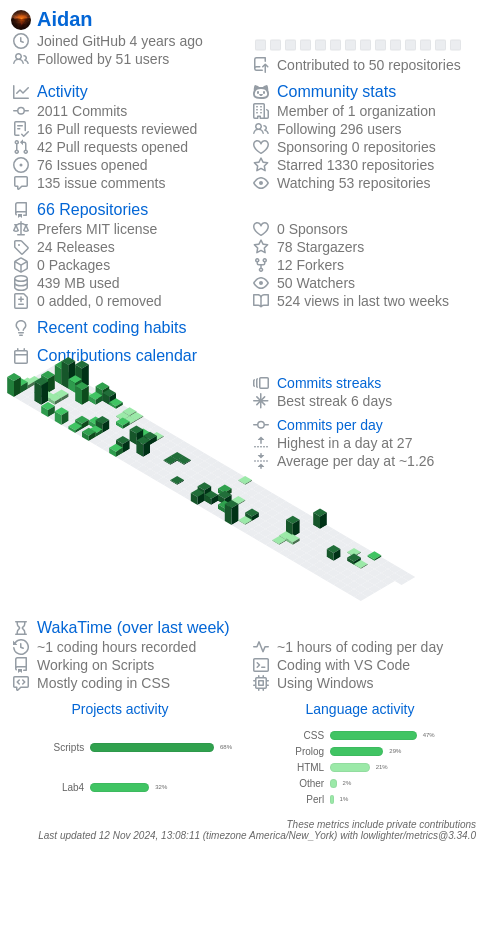 Aidan
Joined GitHub 4 years ago
Followed by 51 users
Contributed to 50 repositories
Activity
2011 Commits
16 Pull requests reviewed
42 Pull requests opened
76 Issues opened
135 issue comments
Community stats
Member of 1 organization
Following 296 users
Sponsoring 0 repositories
Starred 1330 repositories
Watching 53 repositories
66 Repositories
Prefers MIT license
24 Releases
0 Packages
439 MB used
0 added, 0 removed
0 Sponsors
78 Stargazers
12 Forkers
50 Watchers
524 views in last two weeks
Recent coding habits
Contributions calendar
Commits streaks
Best streak 6 days
Commits per day
Highest in a day at 27
Average per day at ~1.26
WakaTime (over last week)
~1 coding hours recorded
Working on Scripts
Mostly coding in CSS
~1 hours of coding per day
Coding with VS Code
Using Windows
Projects activity
Scripts 68%
Lab4 32%
Language activity
CSS 47%
Prolog 29%
HTML 21%
Other 2%
Perl 1%
These metrics include private contributions
Last updated 12 Nov 2024, 13:08:11 (timezone America/New_York) with lowlighter/metrics@3.34.0